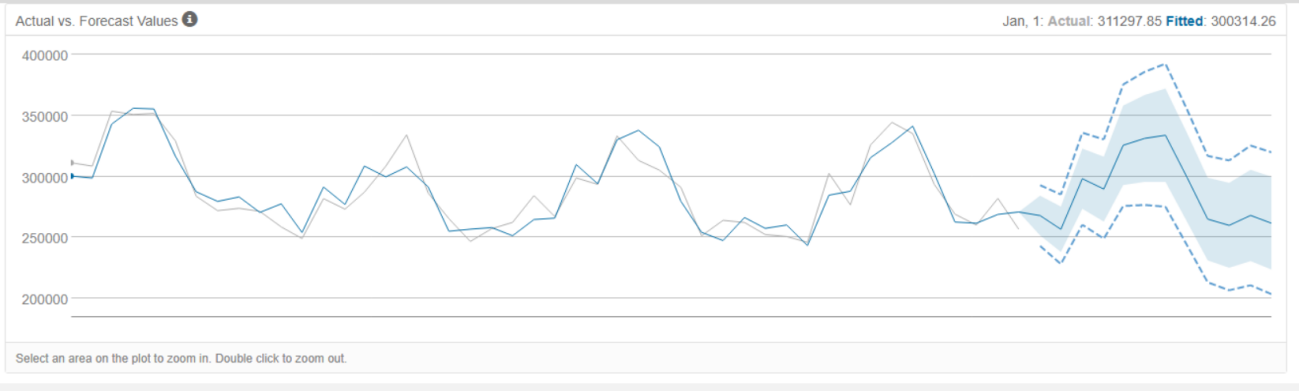 Actual vs. Forecast Values i
Jan, 1: Actual: 311297.85 Fitted: 300314.26
400000
350000
300000
250000
200000
Select an area on the plot to zoom in. Double click to zoom out.